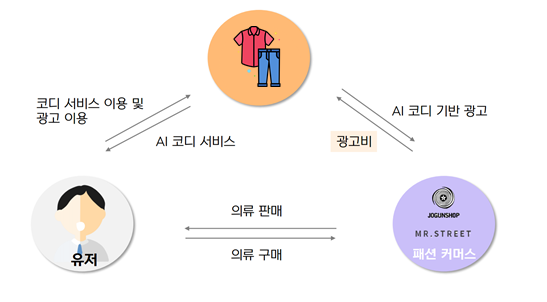 코디 서비스 이용 및
광고 이용
AI 코디 서비스
AI 코디 기반 광고
광고비
유저
의류 판매
의류 구매
JOGUNSHOP
MR.STREET
패션 커머스